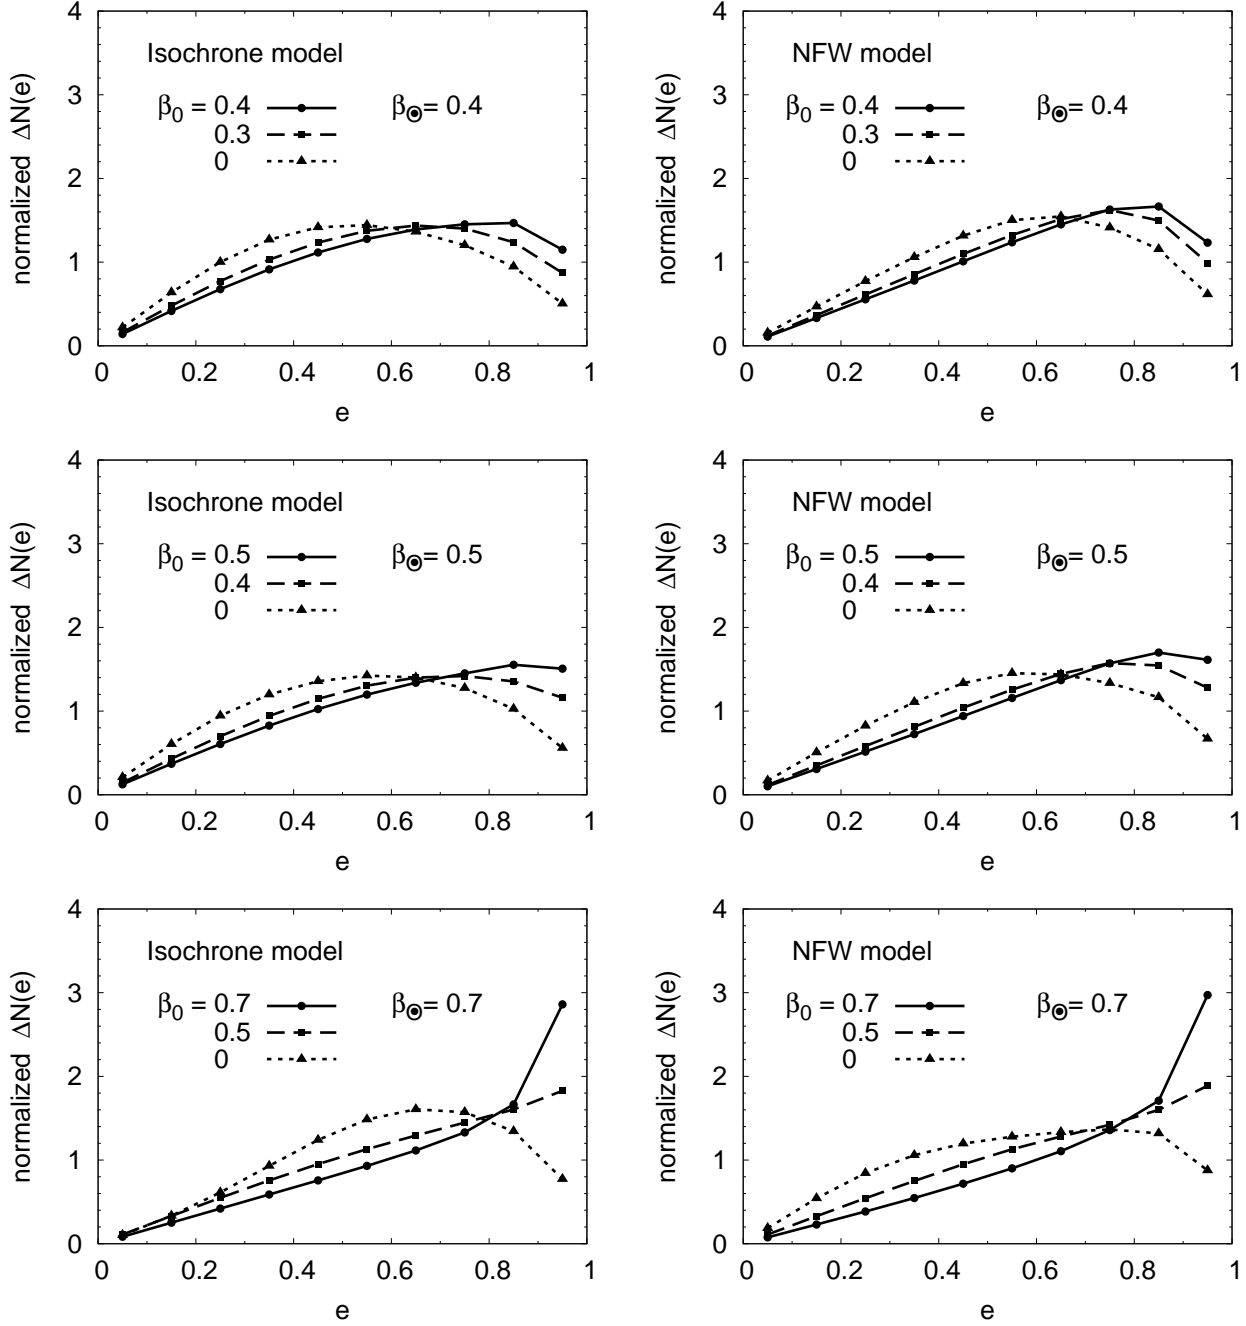 4
3
2
1
0
normalized ΔN(e)
Isochrone model
β0 = 0.4
0.3
0
β⊙= 0.4
0 0.2 0.4 0.6 0.8 1
e
4
3
2
1
0
normalized ΔN(e)
NFW model
β0 = 0.4
0.3
0
β⊙= 0.4
0 0.2 0.4 0.6 0.8 1
e
4
3
2
1
0
normalized ΔN(e)
Isochrone model
β0 = 0.5
0.4
0
β⊙= 0.5
0 0.2 0.4 0.6 0.8 1
e
4
3
2
1
0
normalized ΔN(e)
NFW model
β0 = 0.5
0.4
0
β⊙= 0.5
0 0.2 0.4 0.6 0.8 1
e
4
3
2
1
0
normalized ΔN(e)
Isochrone model
β0 = 0.7
0.5
0
β⊙= 0.7
0 0.2 0.4 0.6 0.8 1
e
4
3
2
1
0
normalized ΔN(e)
NFW model
β0 = 0.7
0.5
0
β⊙= 0.7
0 0.2 0.4 0.6 0.8 1
e